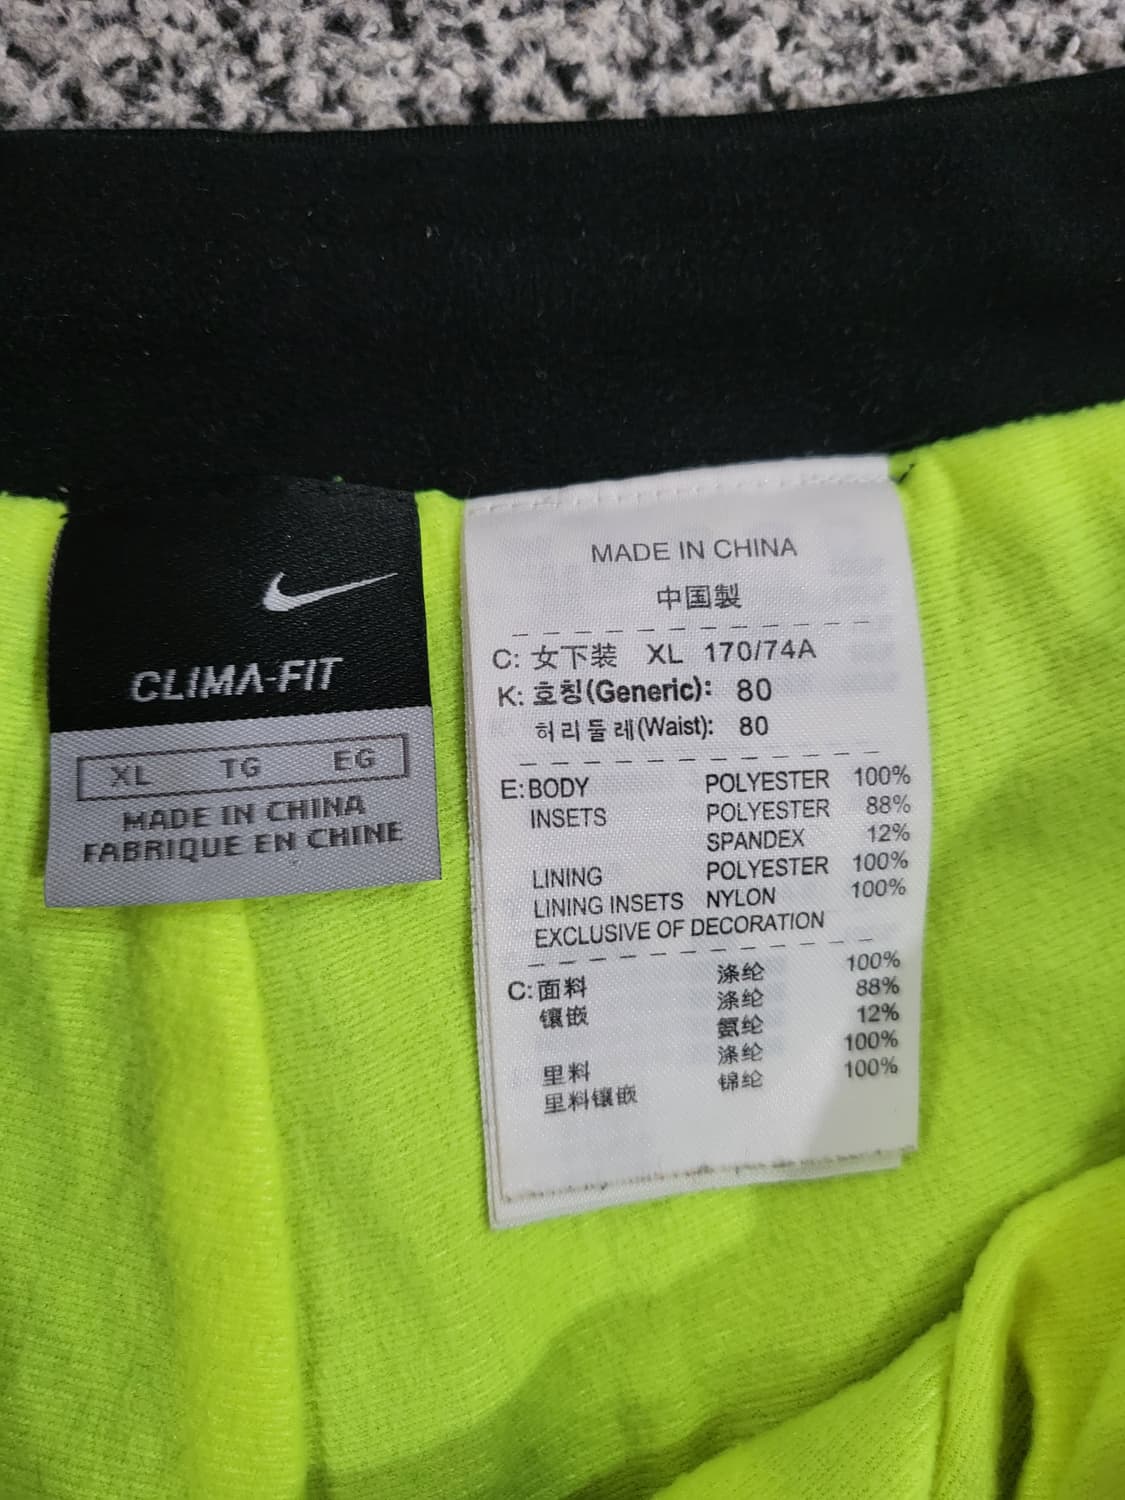 CLIMA-FIT
XL TG EG
MADE IN CHINA
FABRIQUE EN CHINE
MADE IN CHINA
中国製
C: 女下装 XL 170/74A
K: 호칭(Generic): 80
허리둘레(Waist): 80
E: BODY POLYESTER 100%
INSETS POLYESTER 88%
SPANDEX 12%
LINING POLYESTER 100%
LINING INSETS NYLON 100%
EXCLUSIVE OF DECORATION
C: 面料 涤纶 100%
镶嵌 涤纶 88%
氨纶 12%
里料 涤纶 100%
里料镶嵌 锦纶 100%